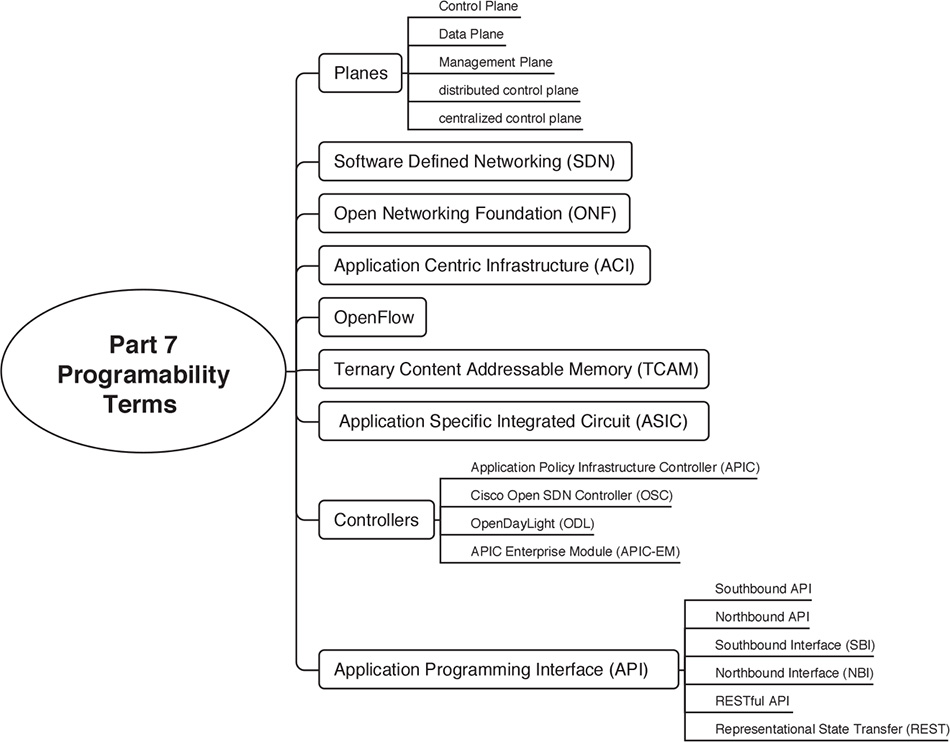 Part 7
Programability
Terms
Planes
Control Plane
Data Plane
Management Plane
distributed control plane
centralized control plane
Software Defined Networking (SDN)
Open Networking Foundation (ONF)
Application Centric Infrastructure (ACI)
OpenFlow
Ternary Content Addressable Memory (TCAM)
Application Specific Integrated Circuit (ASIC)
Controllers
Application Policy Infrastructure Controller (APIC)
Cisco Open SDN Controller (OSC)
OpenDayLight (ODL)
APIC Enterprise Module (APIC-EM)
Application Programming Interface (API)
Southbound API
Northbound API
Southbound Interface (SBI)
Northbound Interface (NBI)
RESTful API
Representational State Transfer (REST)